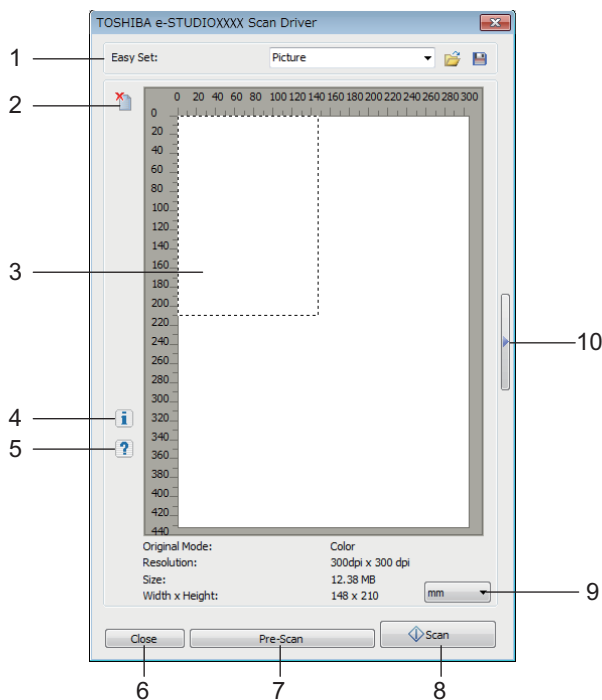 TOSHIBA e-STUDIOXXXX Scan Driver
1
Easy Set:
Picture
2
0 20 40 60 80 100 120 140 160 180 200 220 240 260 280 300
0
20
40
60
80
100
120
140
160
3
180
200
220
240
260
10
280
300
4
320
340
5
360
380
400
420
440
Original Mode: Color
Resolution: 300dpi x 300 dpi
Size: 12.38 MB
Width x Height: 148 x 210
mm
9
Close
Pre-Scan
Scan
6 7 8